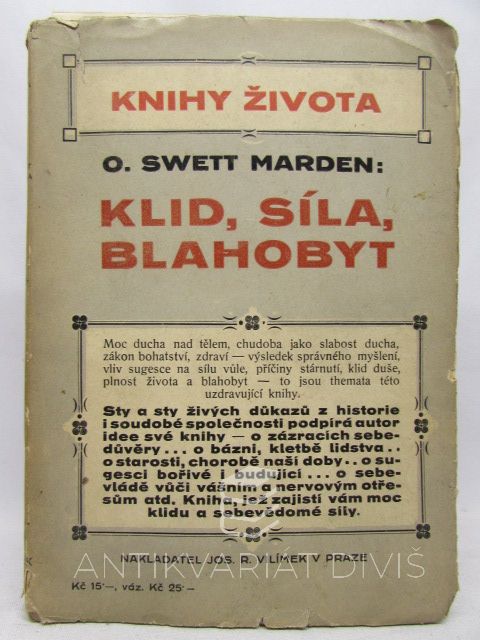 KNIHY ŽIVOTA
O. SWETT MARDEN:
KLID, SÍLA,
BLAHOBYT
Moc ducha nad tělem, chudoba jako slabost ducha,
zákon bohatství, zdraví — výsledek správného myšlení,
vliv sugesce na sílu vůle, příčiny stárnutí, klid duše,
plnost života a blahobyt — to jsou themata této
uzdravující knihy.
Sty a sty živých důkazů z historie
i soudobé společnosti podpírá autor
idee své knihy — o zázracích sebe-
důvěry... o bázni, kletbě lidstva..
o starosti, chorobě naší doby.. o su-
gesci bořivé i budující... o sebe-
vládě vůči vášním a nervovým otře-
sům atd. Kniha, jež zajistí vám moc
klidu a sebevědomé síly.
NAKLADATEL JOS. R. VILÍMEK V PRAZE
ANTIKVARIÁT DIVIŠ
Kč 15·—, váz. Kč 25·—